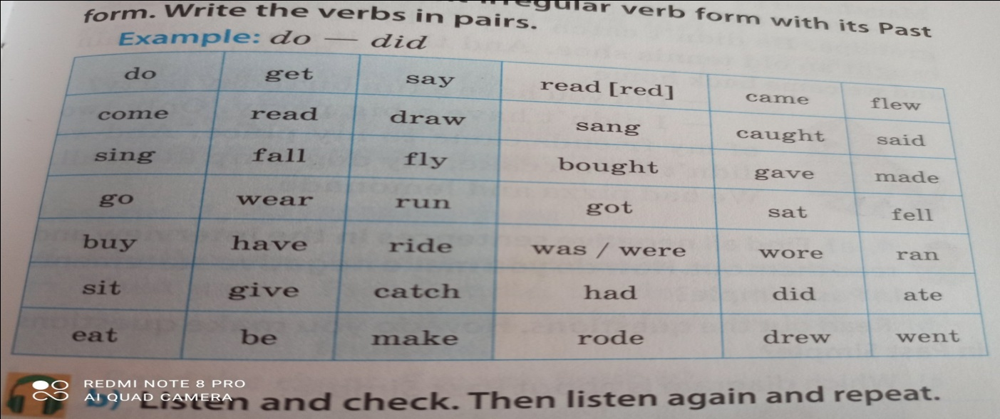 irregular verb form with its Past
form. Write the verbs in pairs.
Example: do — did
do get say read [red] came flew
come read draw sang caught said
sing fall fly bought gave made
go wear run got sat fell
buy have ride was / were wore ran
sit give catch had did ate
eat be make rode drew went
REDMI NOTE 8 PRO
AI QUAD CAMERA
b) Listen and check. Then listen again and repeat.